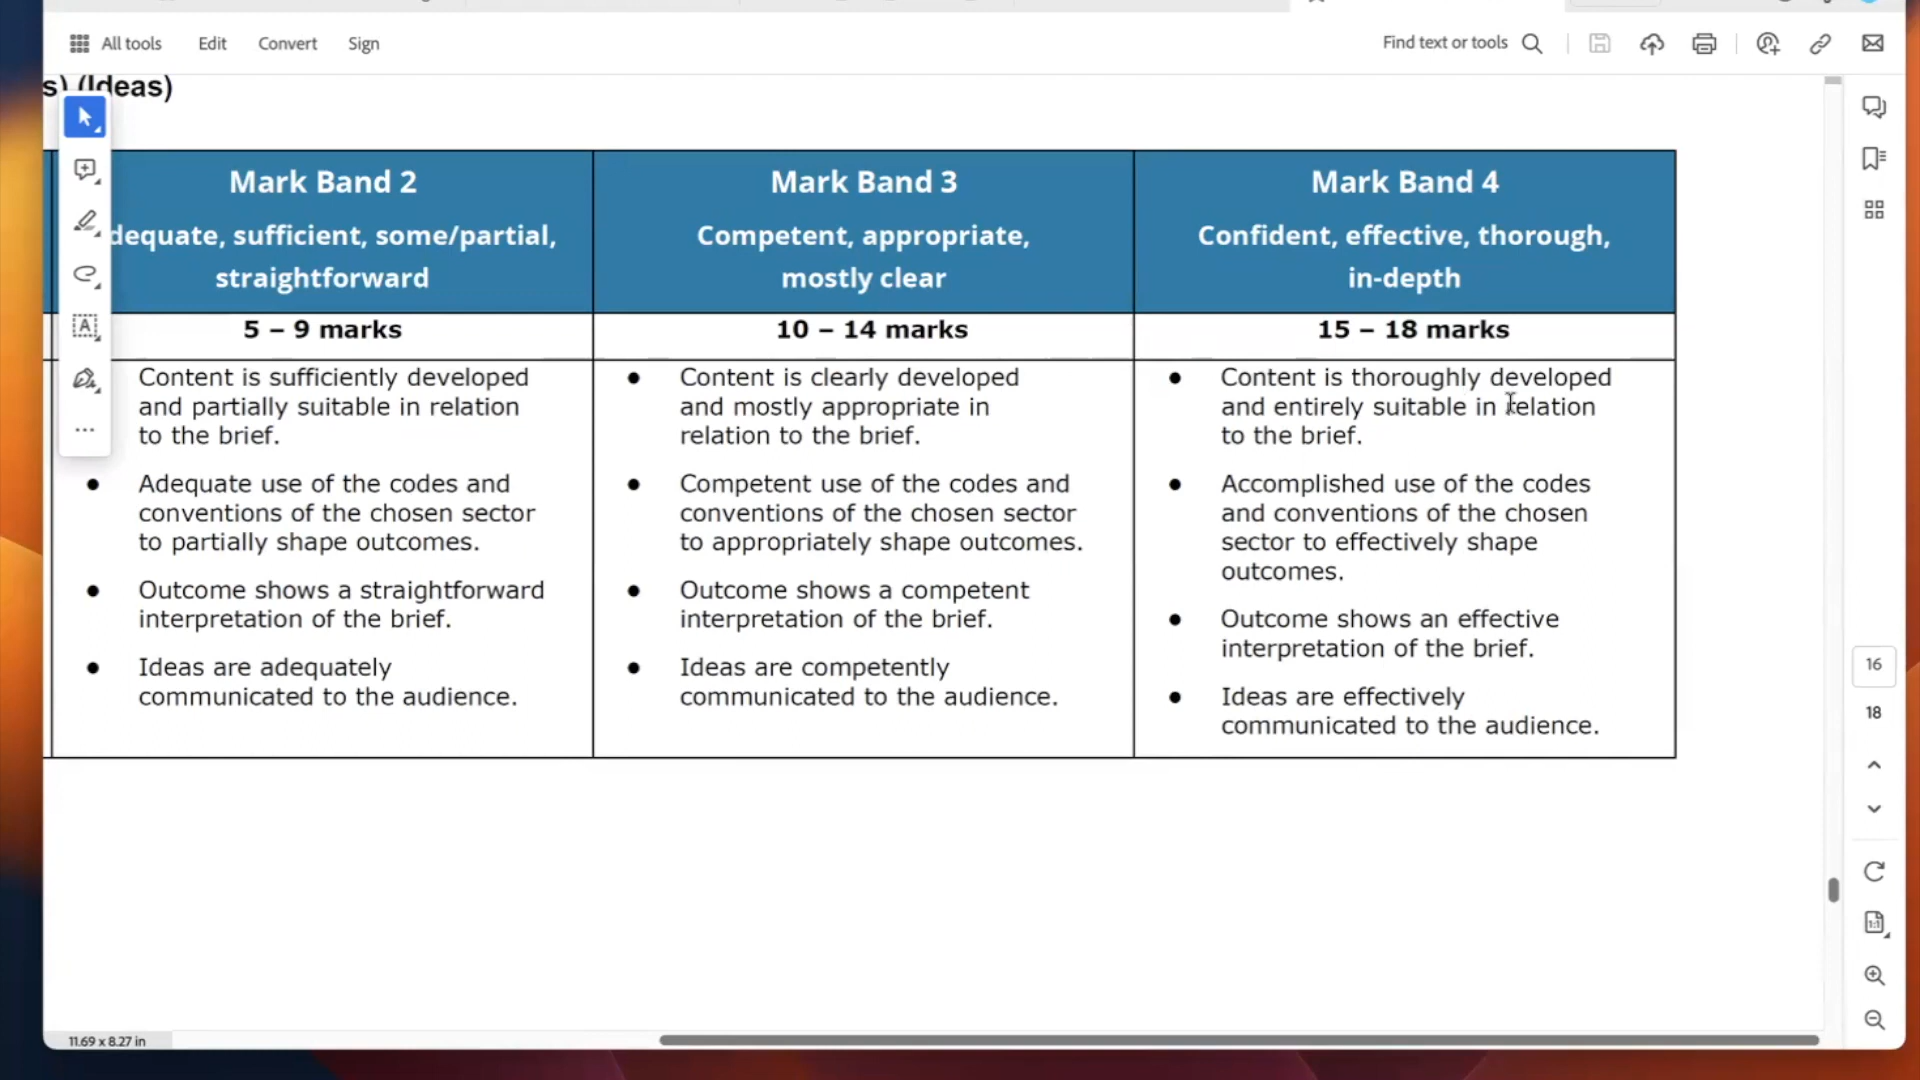 All tools Edit Convert Sign Find text or tools
s) (Ideas)
Mark Band 2
dequate, sufficient, some/partial,
straightforward
5 – 9 marks
Content is sufficiently developed
and partially suitable in relation
to the brief.
● Adequate use of the codes and
conventions of the chosen sector
to partially shape outcomes.
● Outcome shows a straightforward
interpretation of the brief.
● Ideas are adequately
communicated to the audience.
Mark Band 3
Competent, appropriate,
mostly clear
10 – 14 marks
● Content is clearly developed
and mostly appropriate in
relation to the brief.
● Competent use of the codes and
conventions of the chosen sector
to appropriately shape outcomes.
● Outcome shows a competent
interpretation of the brief.
● Ideas are competently
communicated to the audience.
Mark Band 4
Confident, effective, thorough,
in-depth
15 – 18 marks
● Content is thoroughly developed
and entirely suitable in relation
to the brief.
● Accomplished use of the codes
and conventions of the chosen
sector to effectively shape
outcomes.
● Outcome shows an effective
interpretation of the brief.
● Ideas are effectively
communicated to the audience.
16
18
11.69 x 8.27 in